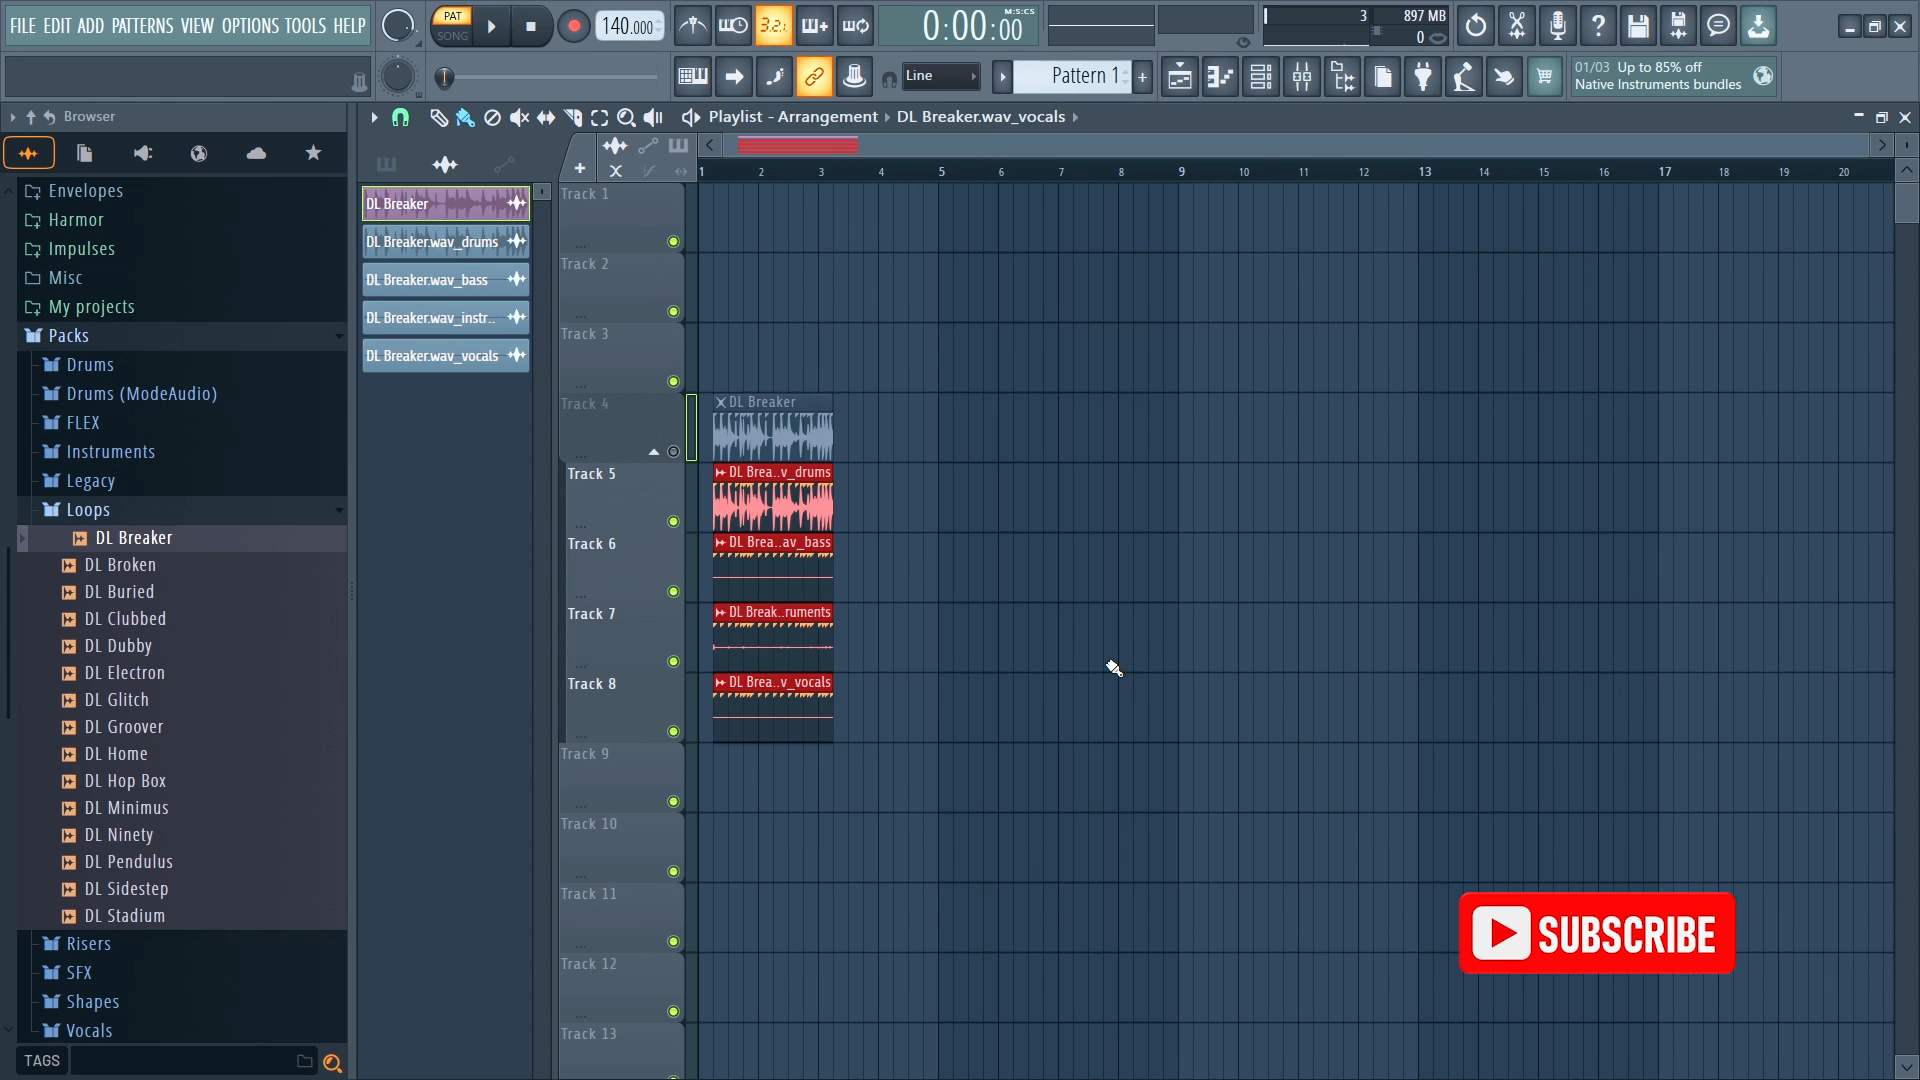 FILE EDIT ADD PATTERNS VIEW OPTIONS TOOLS HELP
PAT
SONG
140.000
3.2.1
0:00:00
M:S:CS
3
897 MB
0
Line
Pattern 1
01/03 Up to 85% off
Native Instruments bundles
Browser
Playlist - Arrangement › DL Breaker.wav_vocals
1 2 3 4 5 6 7 8 9 10 11 12 13 14 15 16 17 18 19 20
Envelopes
Harmor
Impulses
Misc
My projects
Packs
Drums
Drums (ModeAudio)
FLEX
Instruments
Legacy
Loops
DL Breaker
DL Broken
DL Buried
DL Clubbed
DL Dubby
DL Electron
DL Glitch
DL Groover
DL Home
DL Hop Box
DL Minimus
DL Ninety
DL Pendulus
DL Sidestep
DL Stadium
Risers
SFX
Shapes
Vocals
TAGS
DL Breaker
DL Breaker.wav_drums
DL Breaker.wav_bass
DL Breaker.wav_instr..
DL Breaker.wav_vocals
Track 1
Track 2
Track 3
Track 4
DL Breaker
Track 5
DL Brea..v_drums
Track 6
DL Brea..av_bass
Track 7
DL Break..ruments
Track 8
DL Brea..v_vocals
Track 9
Track 10
Track 11
Track 12
Track 13
SUBSCRIBE